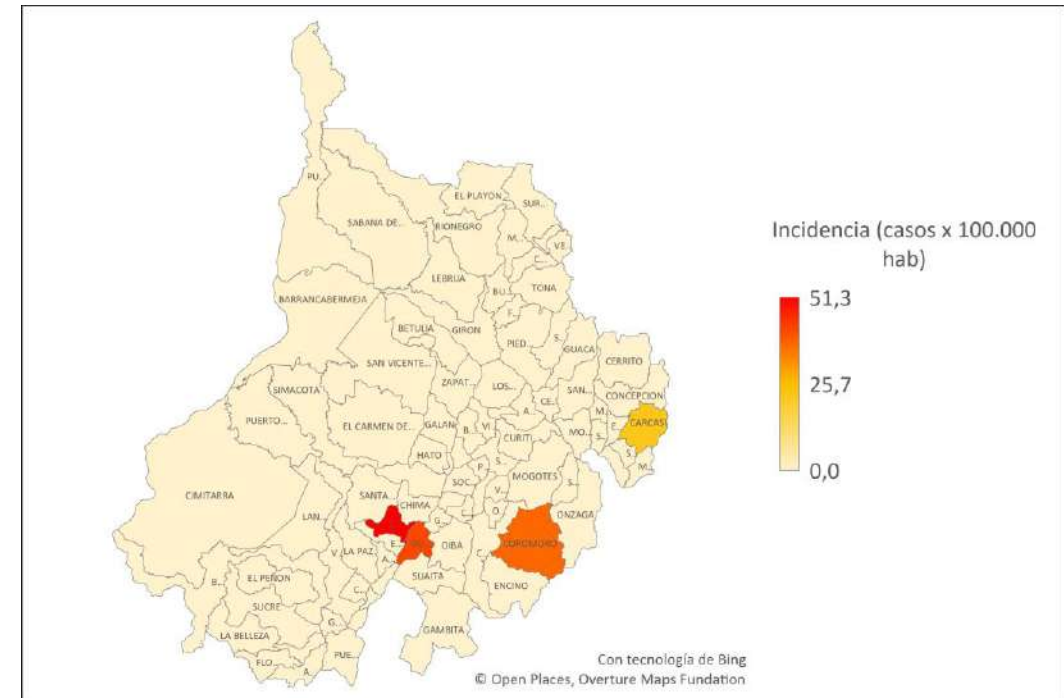 PU...
EL PLAYON
SUR...
SABANA DE...
RIONEGRO
M...
VE...
C...
LEBRIJA
BU...
TONA
BARRANCABERMEJA
F...
BETULIA
GIRON
PIED...
S...
GUACA
CERRITO
SAN VICENTE...
ZAPAT...
LOS...
SAN...
CONCEPCION
SIMACOTA
CE...
A...
M...
PUERTO...
EL CARMEN DE...
GALAN
B...
VI...
CURITI
MO...
S...
E...
CARCASI
HATO
P...
S...
S...
M...
SOC...
MOGOTES
S...
CIMITARRA
SANTA...
CHIMA
V...
LAN...
G...
C...
O...
ONZAGA
V...
LA PAZ
E...
OIBA
COROMORO
A...
C...
SUAITA
ENCINO
B...
EL PEÑON
C...
SUCRE
G...
LA BELLEZA
GAMBITA
FLO...
A...
PUE...
Incidencia (casos x 100.000
hab)
51,3
25,7
0,0
Con tecnología de Bing
© Open Places, Overture Maps Fundation